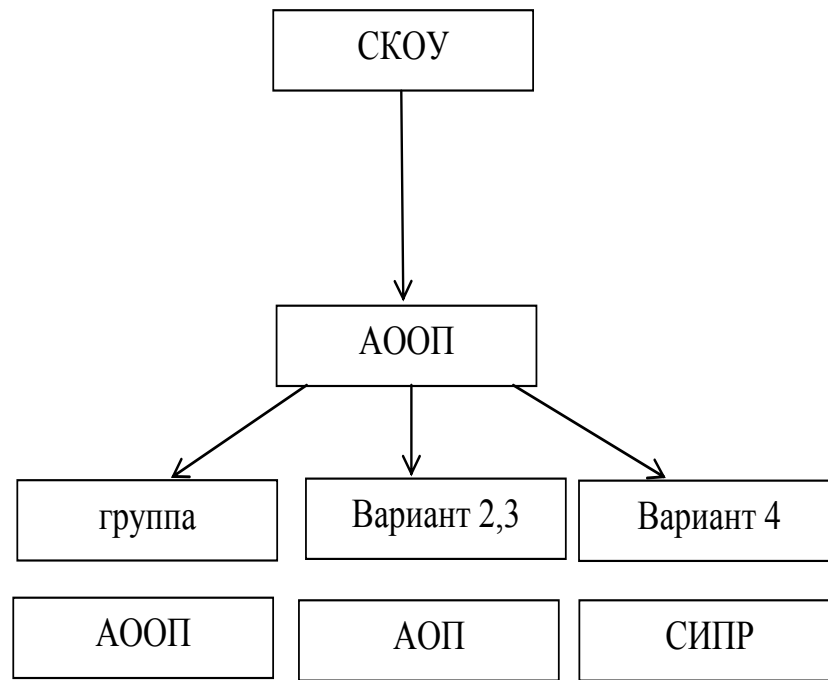 СКОУ
АООП
группа
Вариант 2,3
Вариант 4
АООП
АОП
СИПР